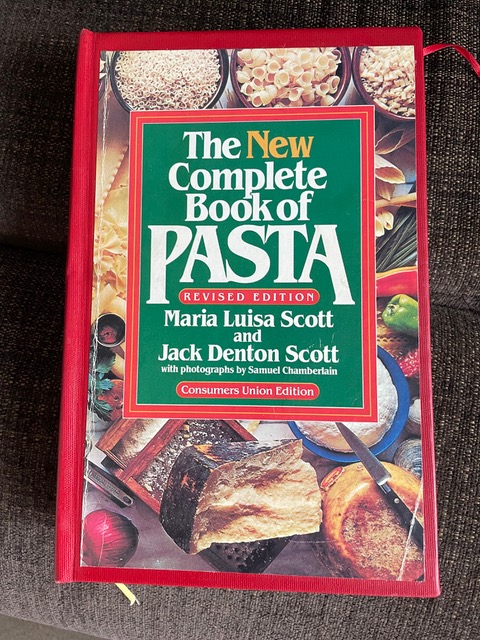 The New
Complete
Book of
PASTA
REVISED EDITION
Maria Luisa Scott
and
Jack Denton Scott
with photographs by Samuel Chamberlain
Consumers Union Edition